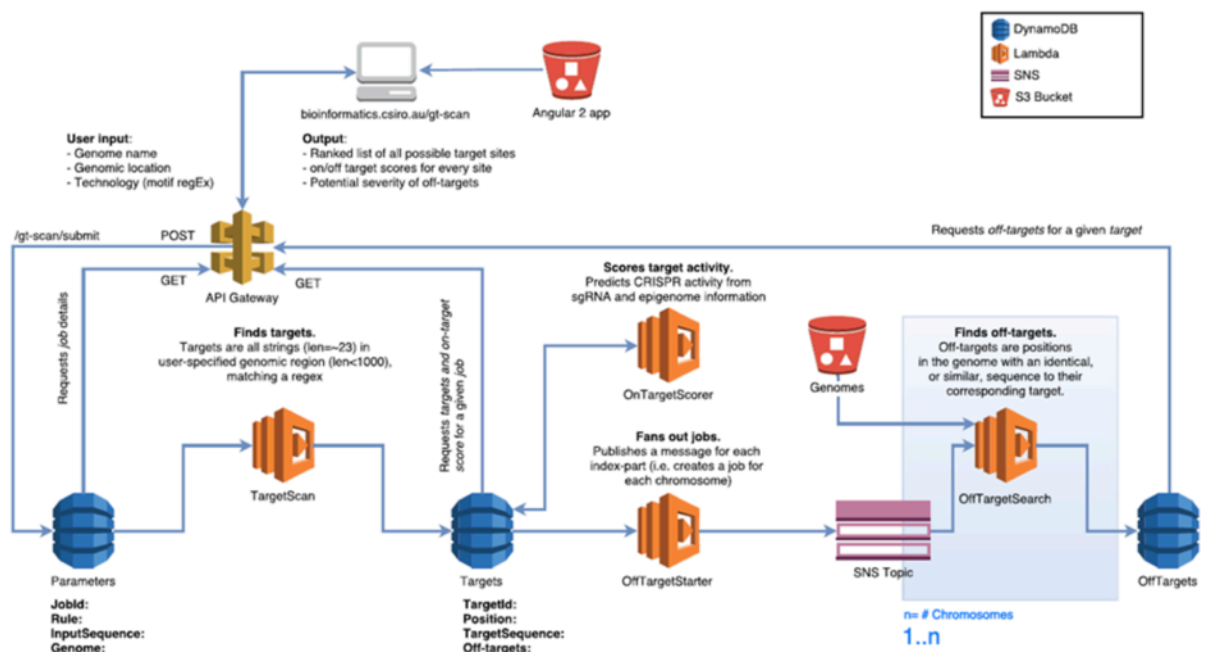 DynamoDB
Lambda
SNS
S3 Bucket
bioinformatics.csiro.au/gt-scan
Angular 2 app
User input:
- Genome name
- Genomic location
- Technology (motif regEx)
Output:
- Ranked list of all possible target sites
- on/off target scores for every site
- Potential severity of off-targets
/gt-scan/submit
POST
GET
GET
API Gateway
Requests off-targets for a given target
Requests job details
Finds targets.
Targets are all strings (len=~23) in
user-specified genomic region (len<1000),
matching a regex
TargetScan
Requests targets and on-target
score for a given job
Scores target activity.
Predicts CRISPR activity from
sgRNA and epigenome information
OnTargetScorer
Fans out jobs.
Publishes a message for each
index-part (i.e. creates a job for
each chromosome)
OffTargetStarter
Genomes
Finds off-targets.
Off-targets are positions
in the genome with an identical,
or similar, sequence to their
corresponding target.
OffTargetSearch
SNS Topic
Parameters
Targets
OffTargets
JobId:
Rule:
InputSequence:
Genome:
TargetId:
Position:
TargetSequence:
Off-targets:
n= # Chromosomes
1..n